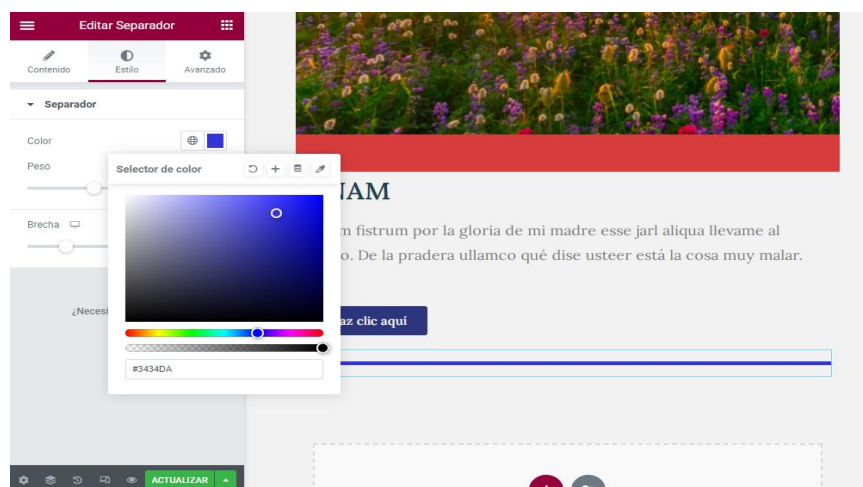 Editar Separador
Contenido Estilo Avanzado
Separador
Color
Peso
Selector de color
Brecha
#3434DA
¿Necesi
ACTUALIZAR
NAM
n fistrum por la gloria de mi madre esse jarl aliqua llevame al
o. De la pradera ullamco qué dise usteer está la cosa muy malar.
az clic aquí